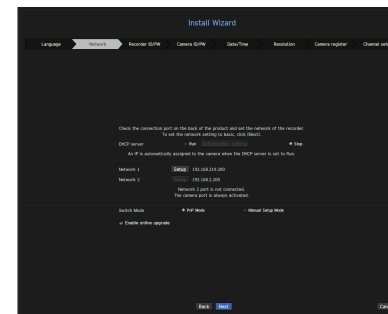 Install Wizard
Language Network Recorder ID/PW Camera ID/PW Date/Time Resolution Camera register Channel set
Check the connection port on the back of the product and set the network of the recorder.
To set the network setting to basic, click [Next].
DHCP server Run Stop
An IP is automatically assigned to the camera when the DHCP server is set to Run.
Network 1 Setup 192.168.214.200
Network 2 Setup 192.168.2.200
Network 2 port is not connected.
The camera port is always activated.
Switch Mode PnP Mode Manual Setup Mode
Enable online upgrade
Back Next Can